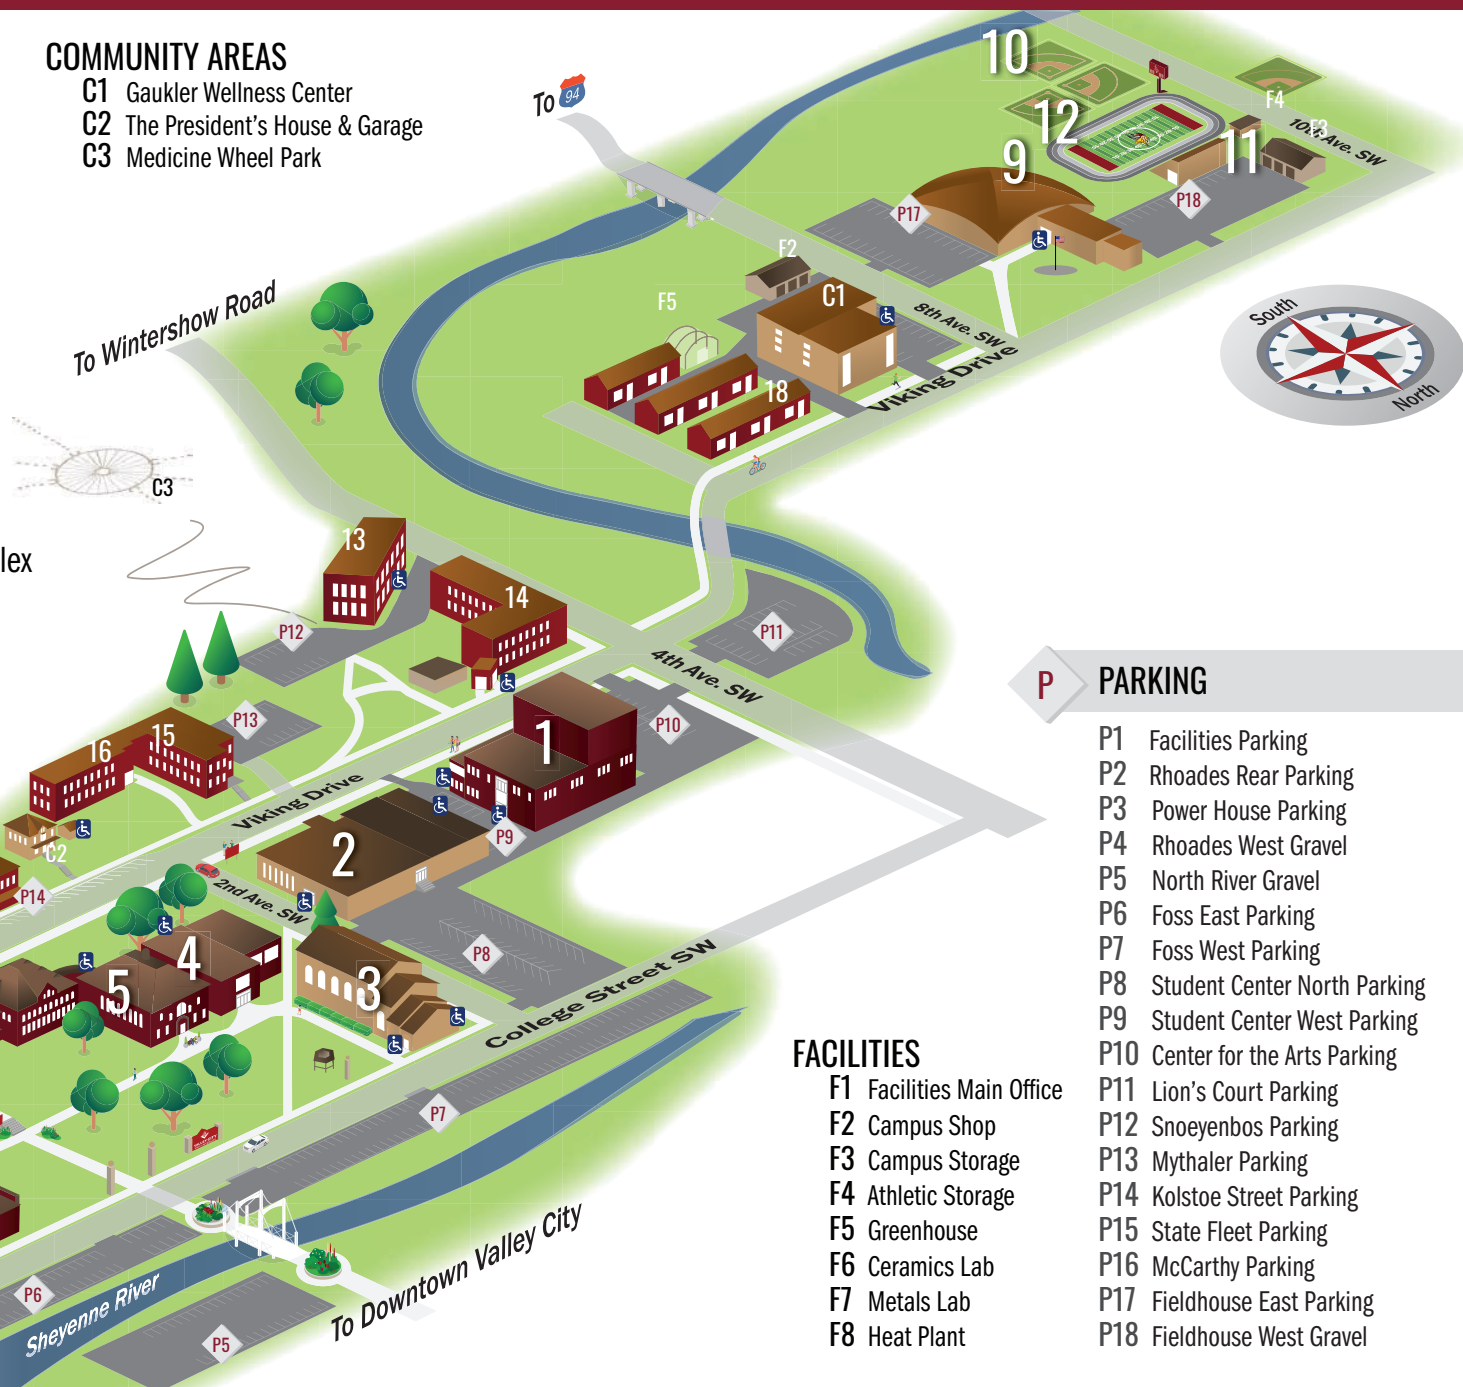 COMMUNITY AREAS
C1 Gaukler Wellness Center
C2 The President's House & Garage
C3 Medicine Wheel Park
To 94
10
12
9
11
F4
F3
10th Ave. SW
P17
P18
F2
F5
C1
18
8th Ave. SW
Viking Drive
South
North
To Wintershow Road
C3
lex
13
14
P12
P11
4th Ave. SW
P13
P10
16
15
1
Viking Drive
C2
2
P9
P14
2nd Ave. SW
4
5
3
P8
College Street SW
P7
P6
Sheyenne River
P5
To Downtown Valley City
FACILITIES
F1 Facilities Main Office
F2 Campus Shop
F3 Campus Storage
F4 Athletic Storage
F5 Greenhouse
F6 Ceramics Lab
F7 Metals Lab
F8 Heat Plant
P PARKING
P1 Facilities Parking
P2 Rhoades Rear Parking
P3 Power House Parking
P4 Rhoades West Gravel
P5 North River Gravel
P6 Foss East Parking
P7 Foss West Parking
P8 Student Center North Parking
P9 Student Center West Parking
P10 Center for the Arts Parking
P11 Lion's Court Parking
P12 Snoeyenbos Parking
P13 Mythaler Parking
P14 Kolstoe Street Parking
P15 State Fleet Parking
P16 McCarthy Parking
P17 Fieldhouse East Parking
P18 Fieldhouse West Gravel